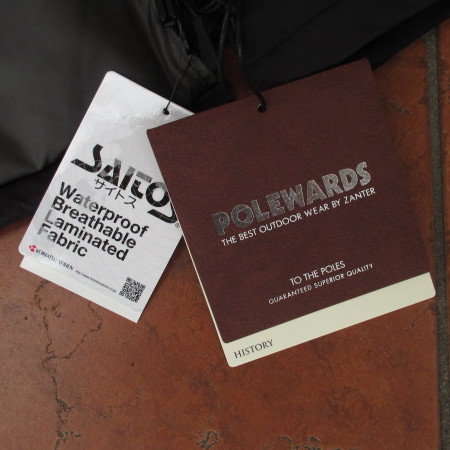 SAITOS
サイトス
Waterproof
Breathable
Laminated
Fabric
POLEWARDS
THE BEST OUTDOOR WEAR BY ZANTER
TO THE POLES
GUARANTEED SUPERIOR QUALITY
HISTORY